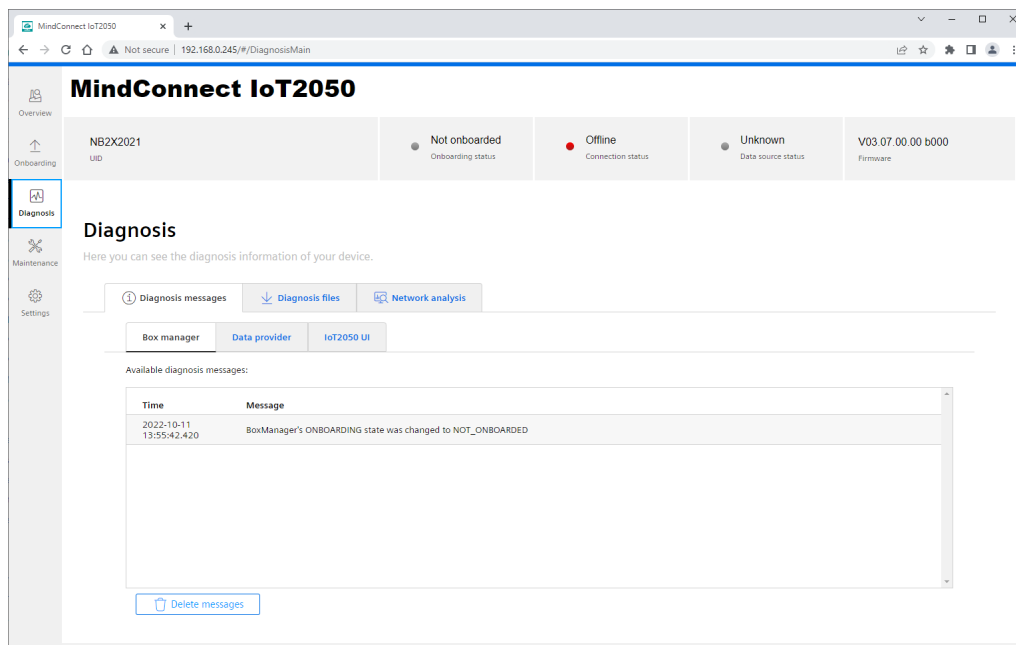 MindConnect IoT2050
Not secure | 192.168.0.245/#/DiagnosisMain
MindConnect IoT2050
Overview
Onboarding
Diagnosis
Maintenance
Settings
NB2X2021
UID
Not onboarded
Onboarding status
Offline
Connection status
Unknown
Data source status
V03.07.00.00 b000
Firmware
Diagnosis
Here you can see the diagnosis information of your device.
Diagnosis messages
Diagnosis files
Network analysis
Box manager
Data provider
IoT2050 UI
Available diagnosis messages:
Time Message
2022-10-11
13:55:42.420
BoxManager's ONBOARDING state was changed to NOT_ONBOARDED
Delete messages